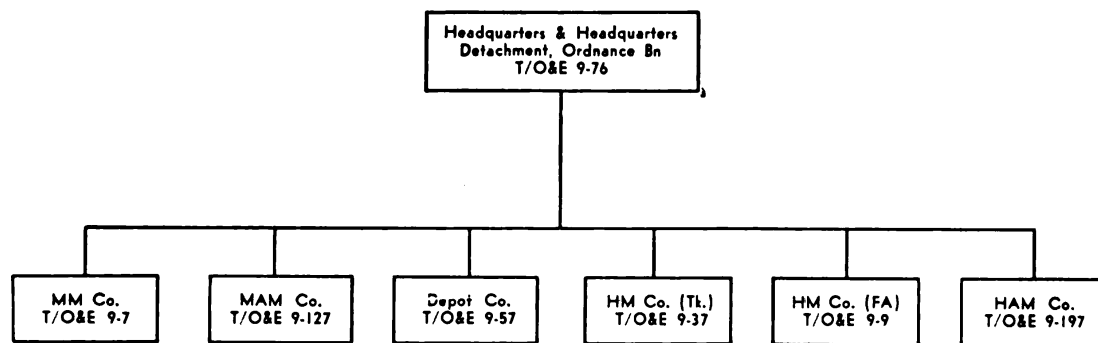 Headquarters & Headquarters
Detachment, Ordnance Bn
T/O&E 9-76
MM Co.
T/O&E 9-7
MAM Co.
T/O&E 9-127
Depot Co.
T/O&E 9-57
HM Co. (Tk.)
T/O&E 9-37
HM Co. (FA)
T/O&E 9-9
HAM Co.
T/O&E 9-197